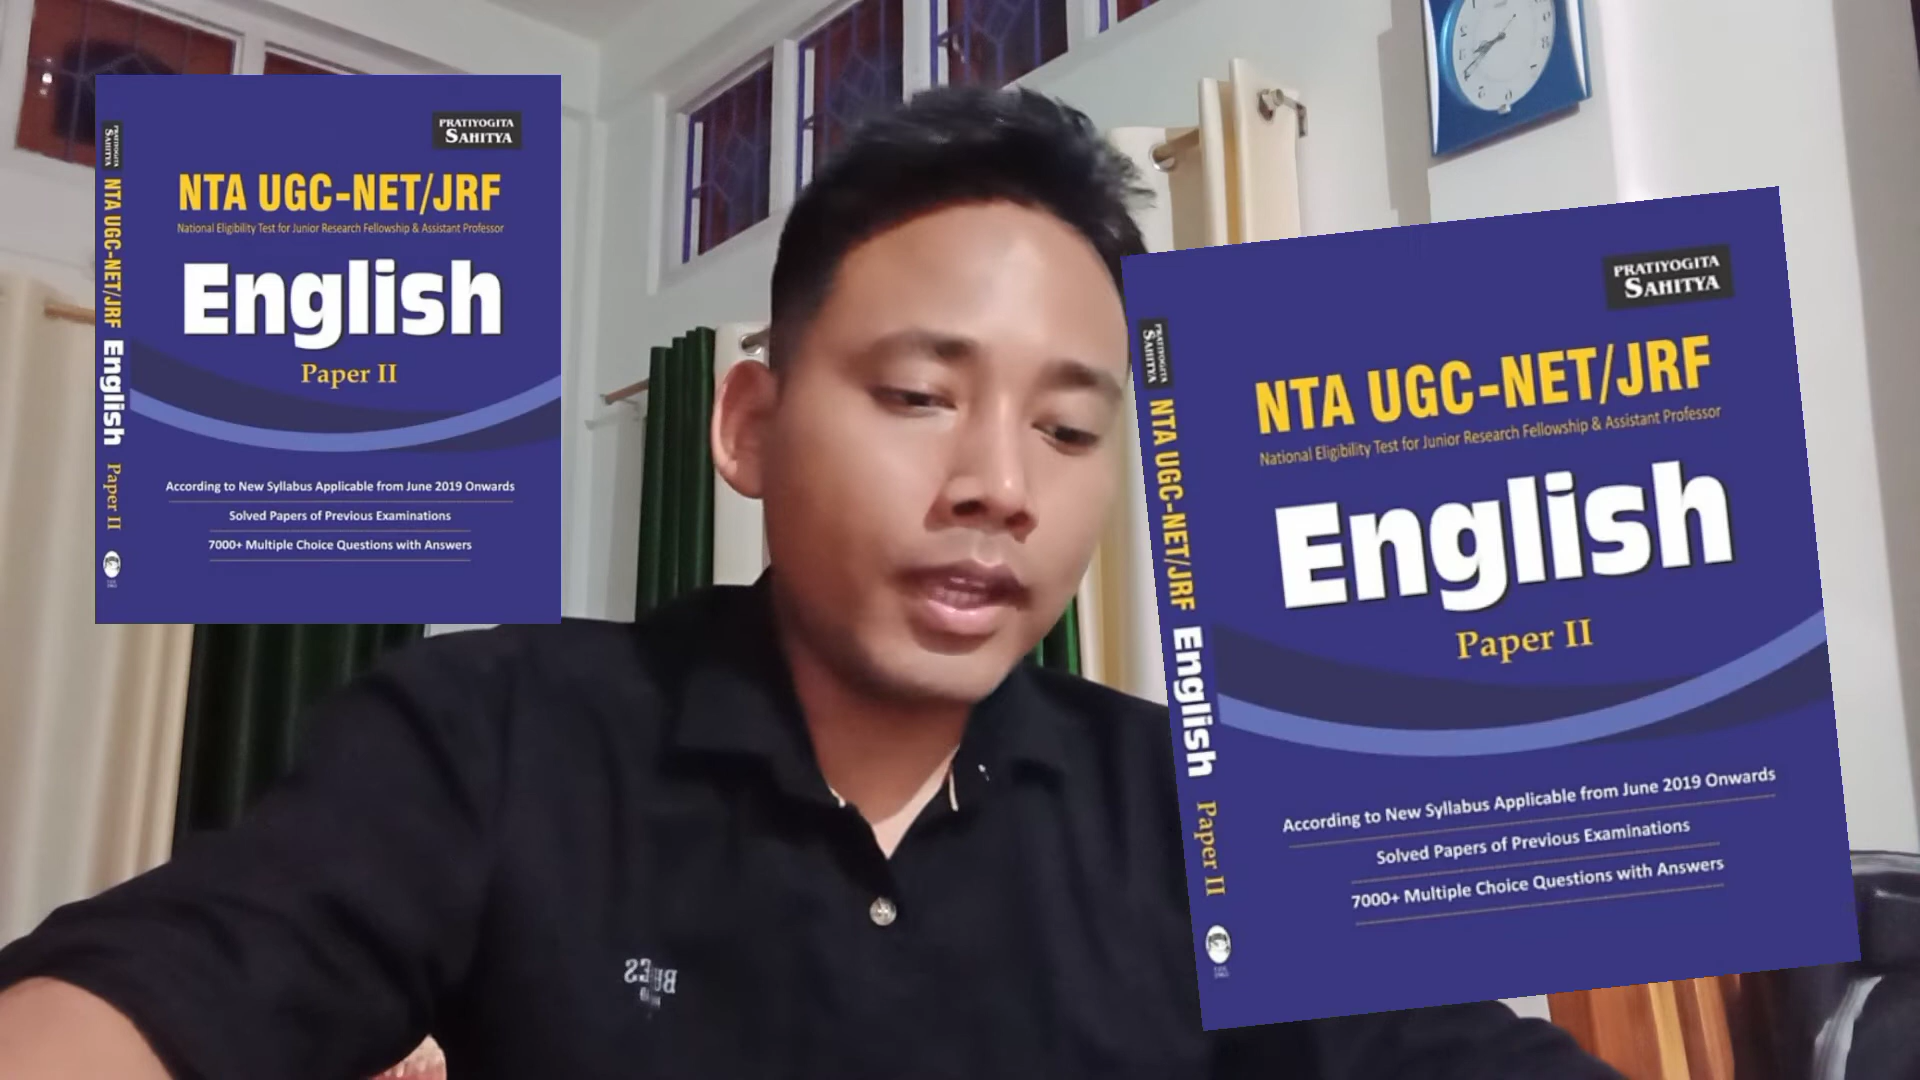 PRATIYOGITA
SAHITYA
NTA UGC-NET/JRF
National Eligibility Test for Junior Research Fellowship & Assistant Professor
English
Paper II
According to New Syllabus Applicable from June 2019 Onwards
Solved Papers of Previous Examinations
7000+ Multiple Choice Questions with Answers
PRATIYOGITA
SAHITYA
NTA UGC-NET/JRF
English
Paper II
PRATIYOGITA
SAHITYA
NTA UGC-NET/JRF
National Eligibility Test for Junior Research Fellowship & Assistant Professor
English
Paper II
According to New Syllabus Applicable from June 2019 Onwards
Solved Papers of Previous Examinations
7000+ Multiple Choice Questions with Answers
PRATIYOGITA
SAHITYA
NTA UGC-NET/JRF
English
Paper II